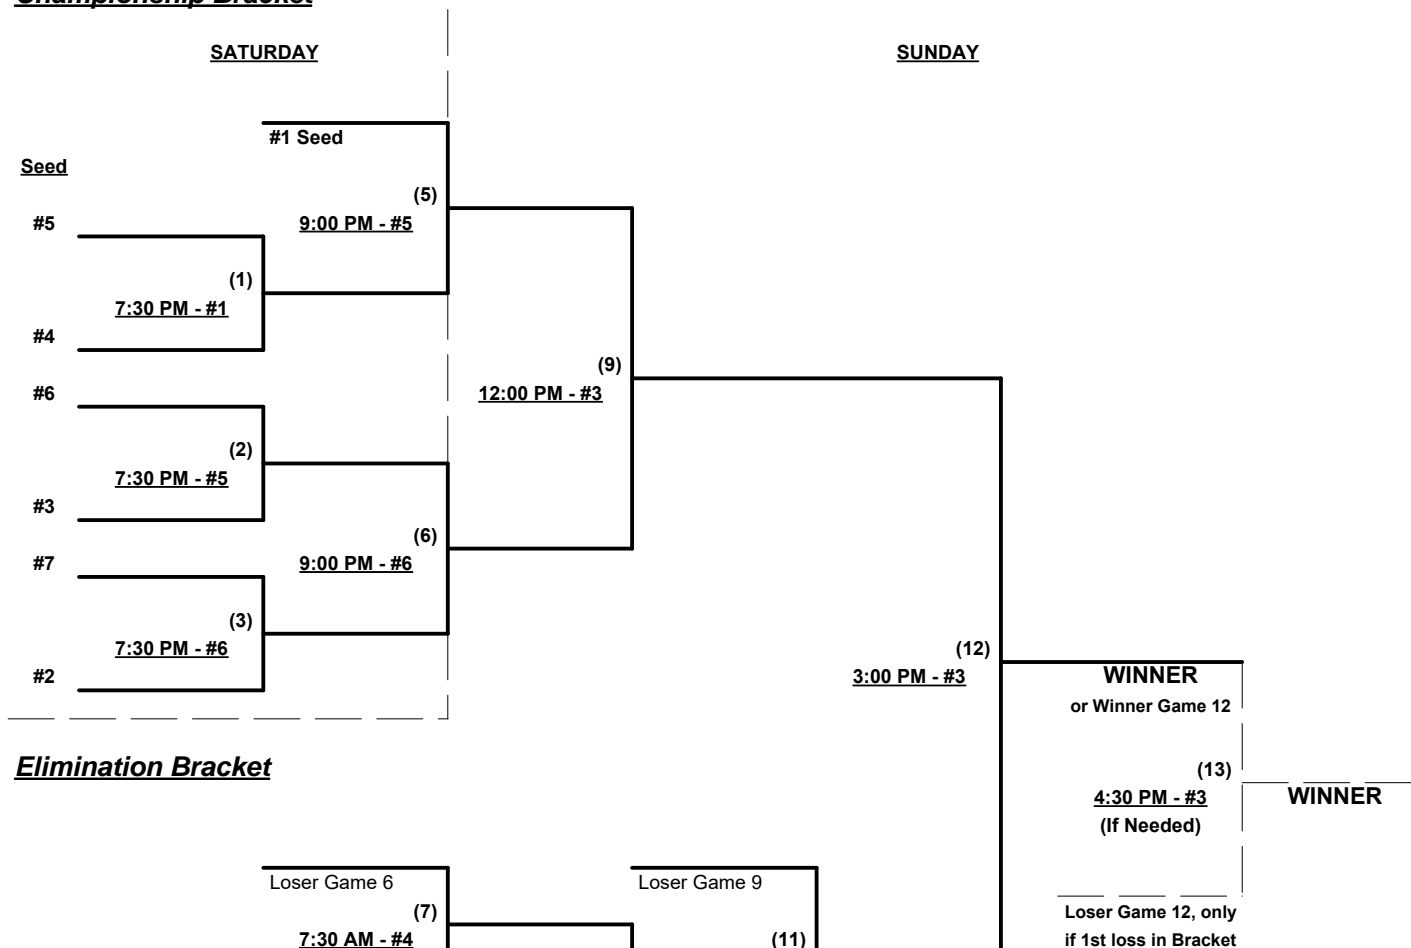 Championship Bracket
SATURDAY
SUNDAY
#1 Seed
Seed
(5)
9:00 PM - #5
#5
(1)
7:30 PM - #1
#4
(9)
12:00 PM - #3
#6
(2)
7:30 PM - #5
#3
(6)
9:00 PM - #6
#7
(3)
7:30 PM - #6
#2
(12)
3:00 PM - #3
WINNER
or Winner Game 12
Elimination Bracket
(13)
4:30 PM - #3
(If Needed)
WINNER
Loser Game 6
Loser Game 9
(7)
7:30 AM - #4
(11)
Loser Game 12, only
if 1st loss in Bracket